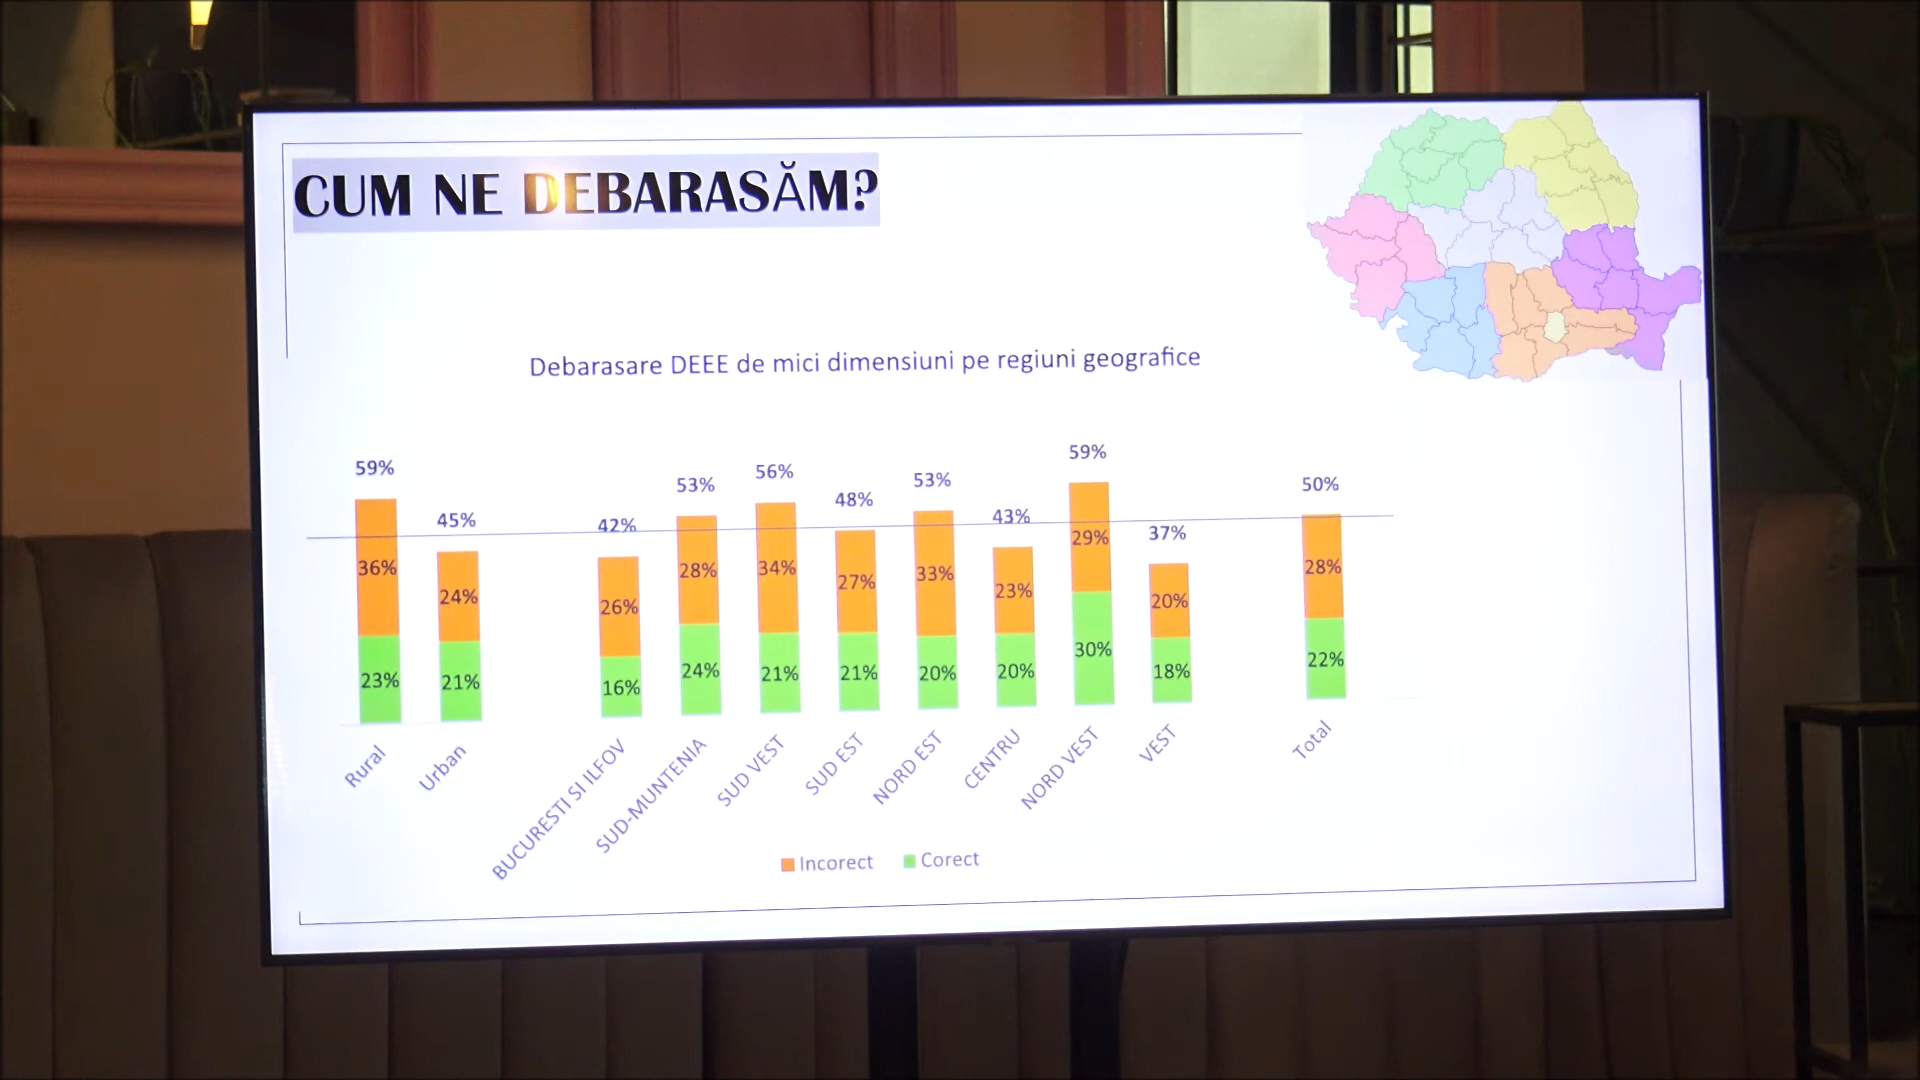 CUM NE DEBARASĂM?
Debarasare DEEE de mici dimensiuni pe regiuni geografice
59%
45%
42%
53%
56%
48%
53%
43%
59%
37%
50%
36%
24%
26%
28%
34%
27%
33%
23%
29%
20%
28%
23%
21%
16%
24%
21%
21%
20%
20%
30%
18%
22%
Rural
Urban
BUCURESTI SI ILFOV
SUD-MUNTENIA
SUD VEST
SUD EST
NORD EST
CENTRU
NORD VEST
VEST
Total
Incorect
Corect